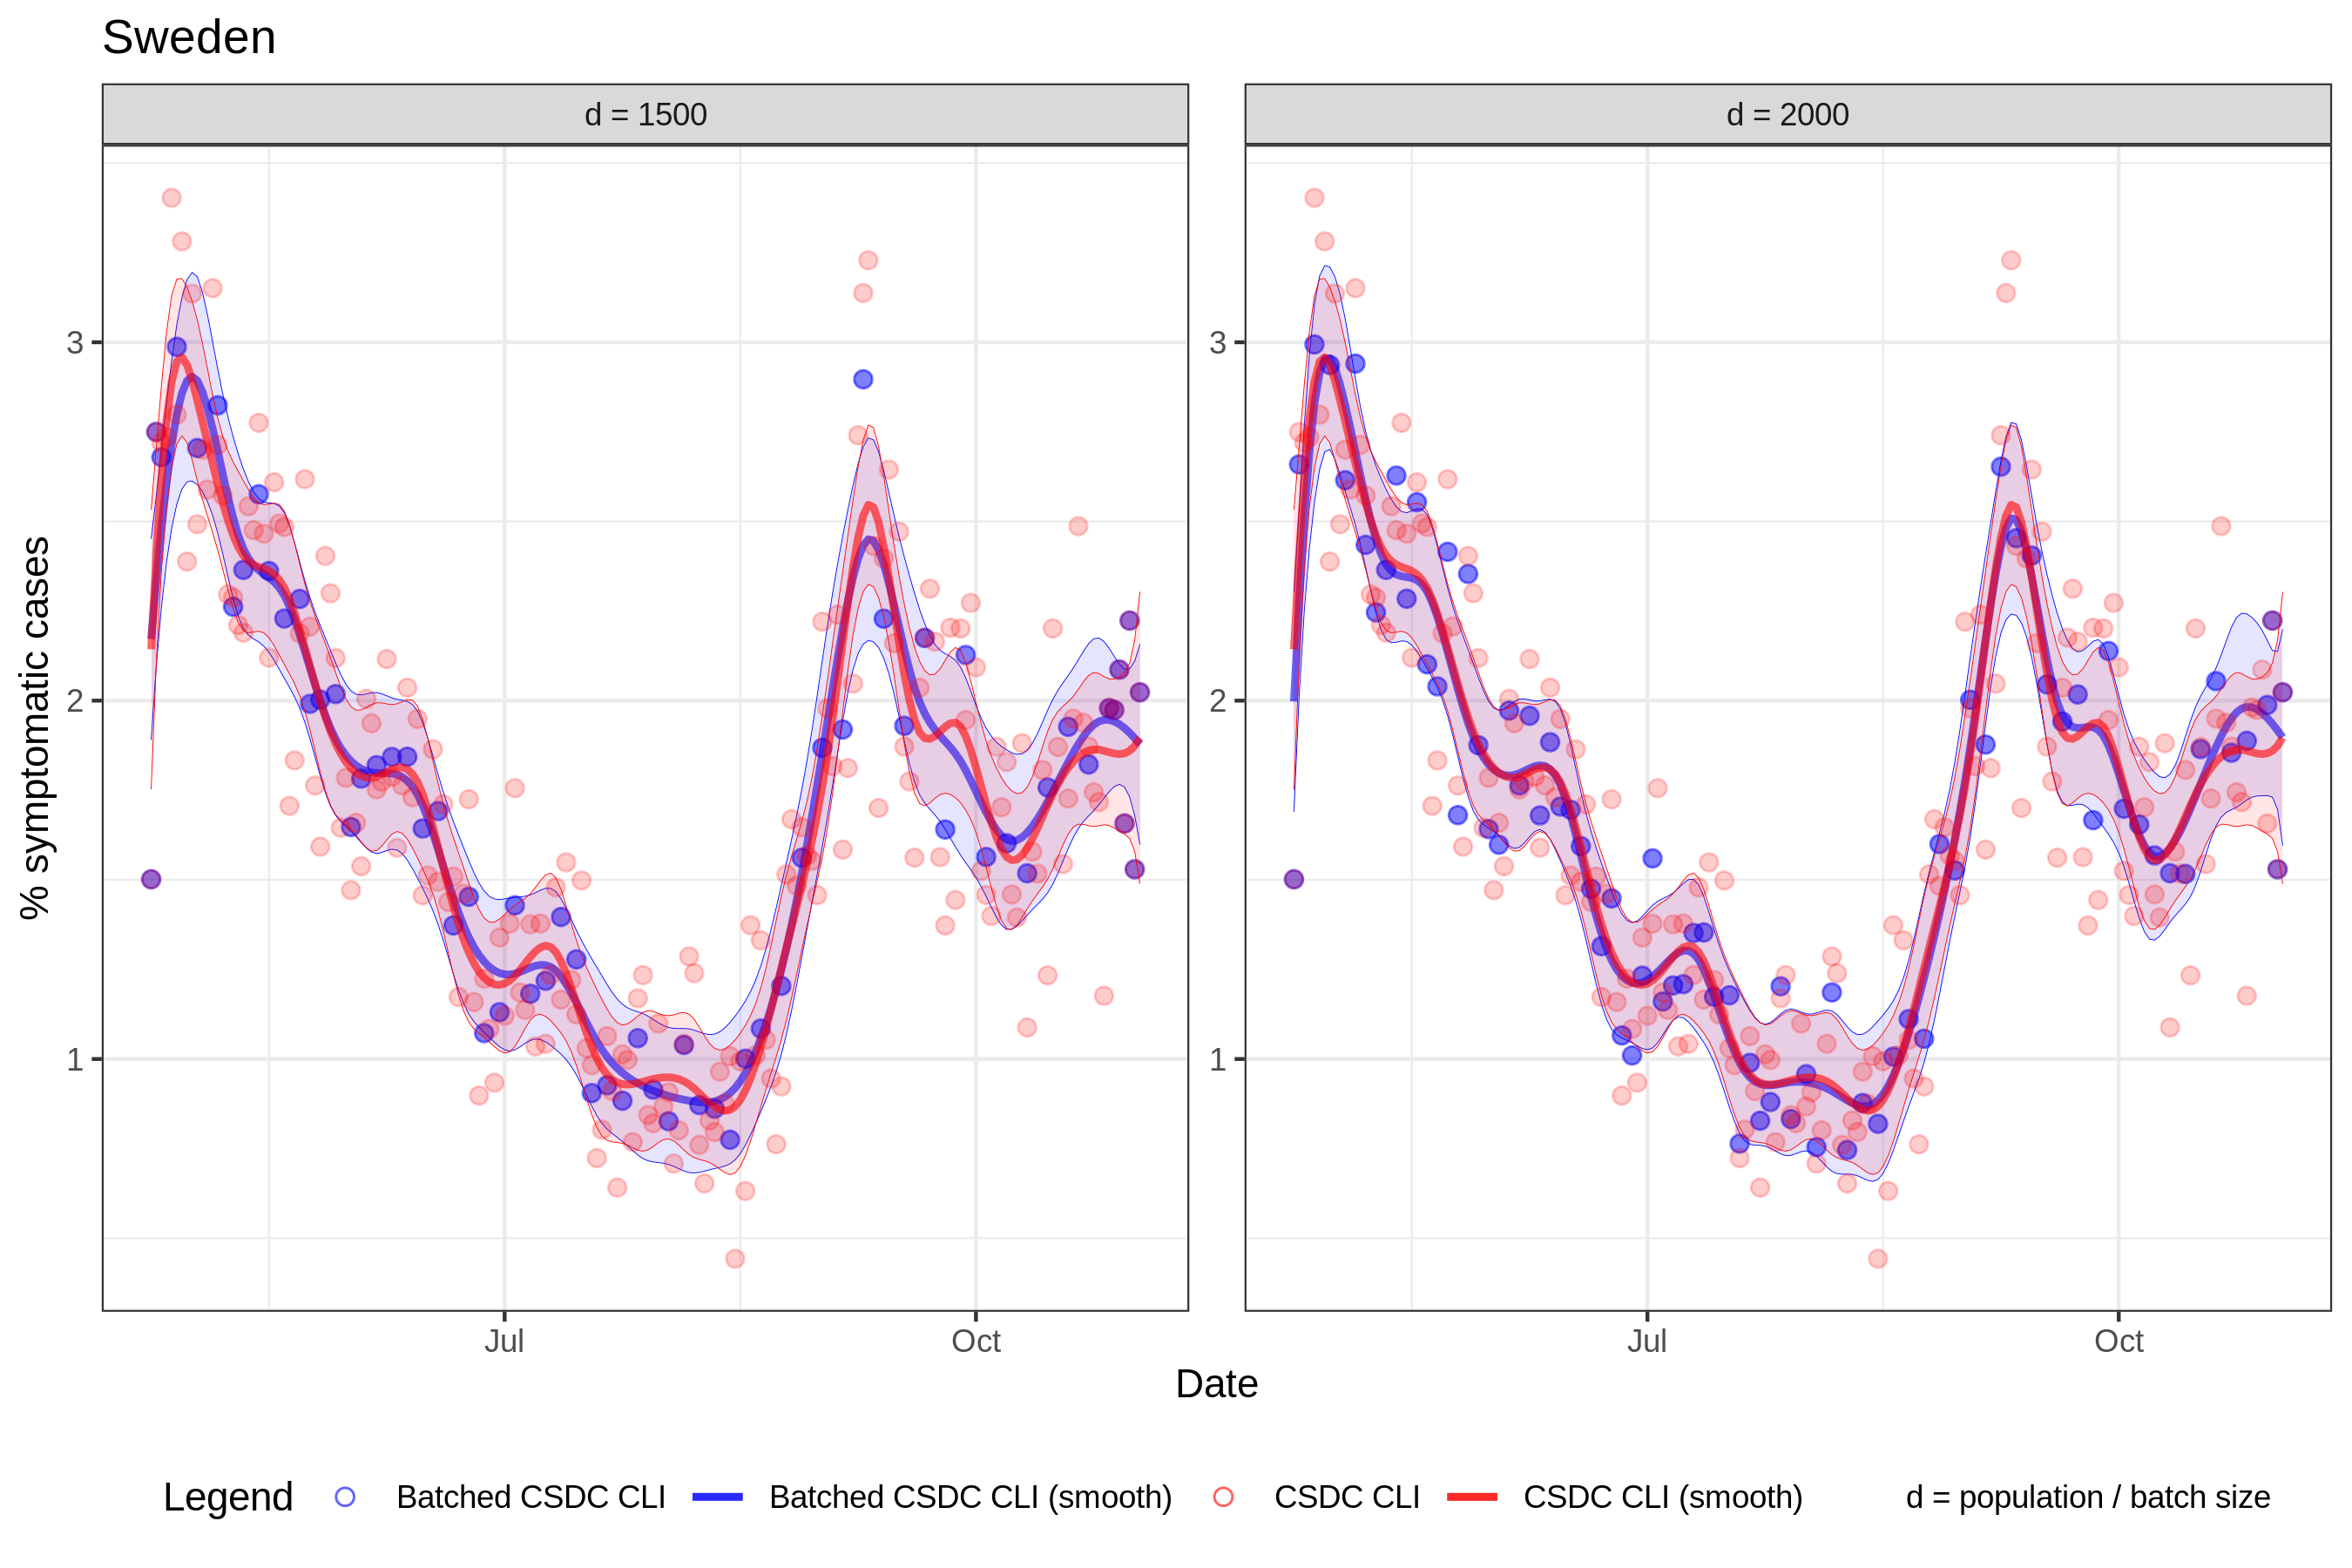 Sweden
d = 1500
d = 2000
% symptomatic cases
3
2
1
3
2
1
Jul
Oct
Jul
Oct
Date
Legend
Batched CSDC CLI
Batched CSDC CLI (smooth)
CSDC CLI
CSDC CLI (smooth)
d = population / batch size